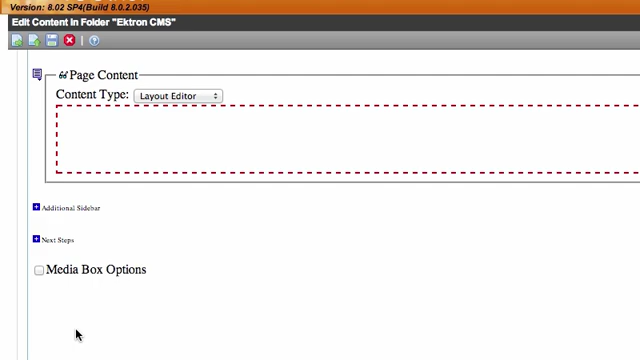 Version: 8.02 SP4(Build 8.0.2.035)
Edit Content in Folder "Ektron CMS"
Page Content
Content Type: Layout Editor
Additional Sidebar
Next Steps
Media Box Options